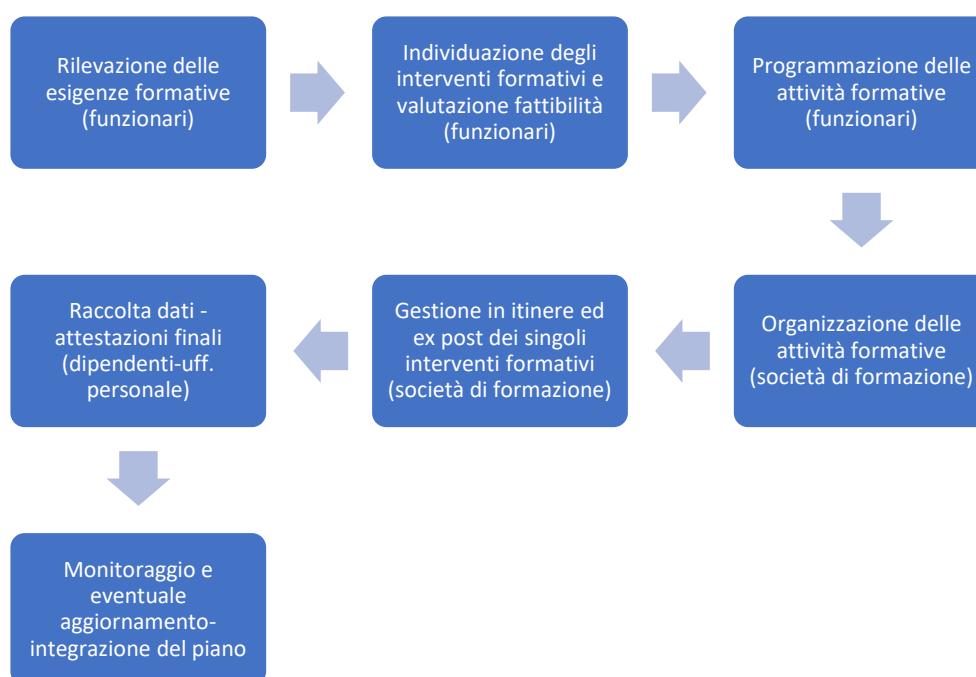 Rilevazione delle
esigenze formative
(funzionari)
Individuazione degli
interventi formativi e
valutazione fattibilità
(funzionari)
Programmazione delle
attività formative
(funzionari)
Organizzazione delle
attività formative
(società di formazione)
Gestione in itinere ed
ex post dei singoli
interventi formativi
(società di formazione)
Raccolta dati -
attestazioni finali
(dipendenti-uff.
personale)
Monitoraggio e
eventuale
aggiornamento-
integrazione del piano